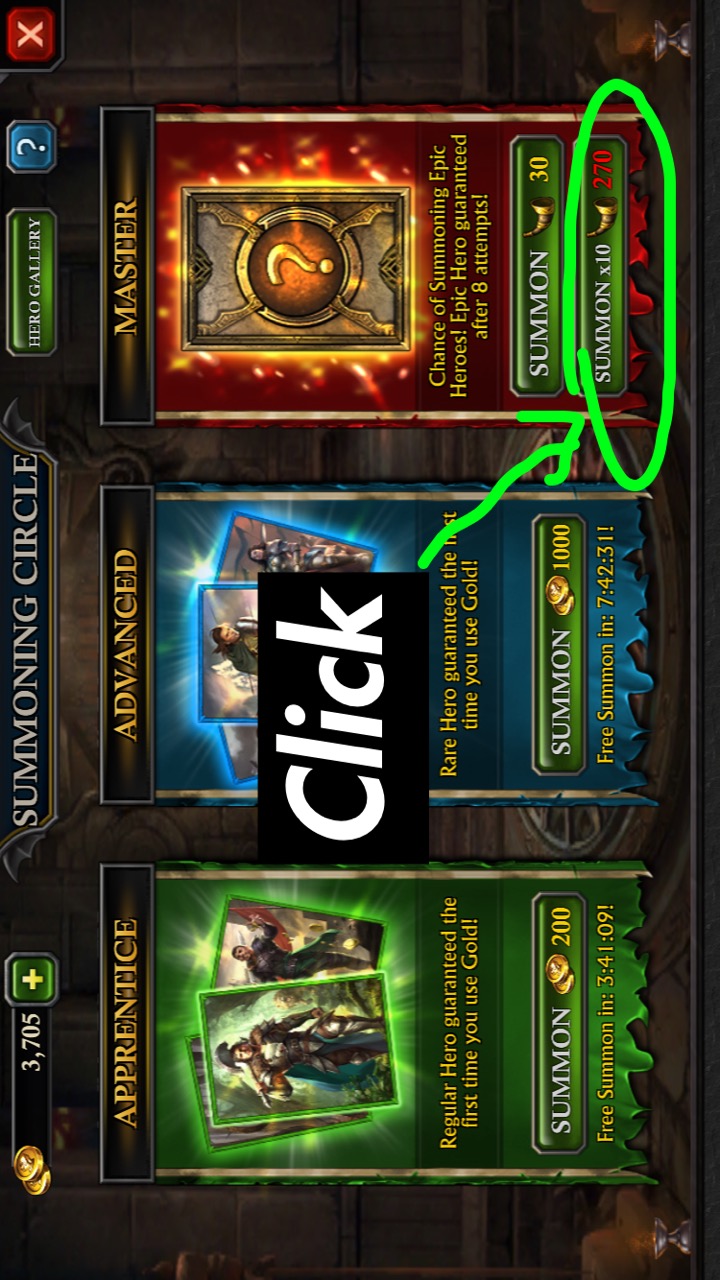 3,705
+
SUMMONING CIRCLE
HERO GALLERY
?
X
APPRENTICE
Regular Hero guaranteed the
first time you use Gold!
SUMMON 200
Free Summon in: 3:41:09!
ADVANCED
Click
Rare Hero guaranteed the first
time you use Gold!
SUMMON 1000
Free Summon in: 7:42:31!
MASTER
?
Chance of Summoning Epic
Heroes! Epic Hero guaranteed
after 8 attempts!
SUMMON 30
SUMMON x10 270